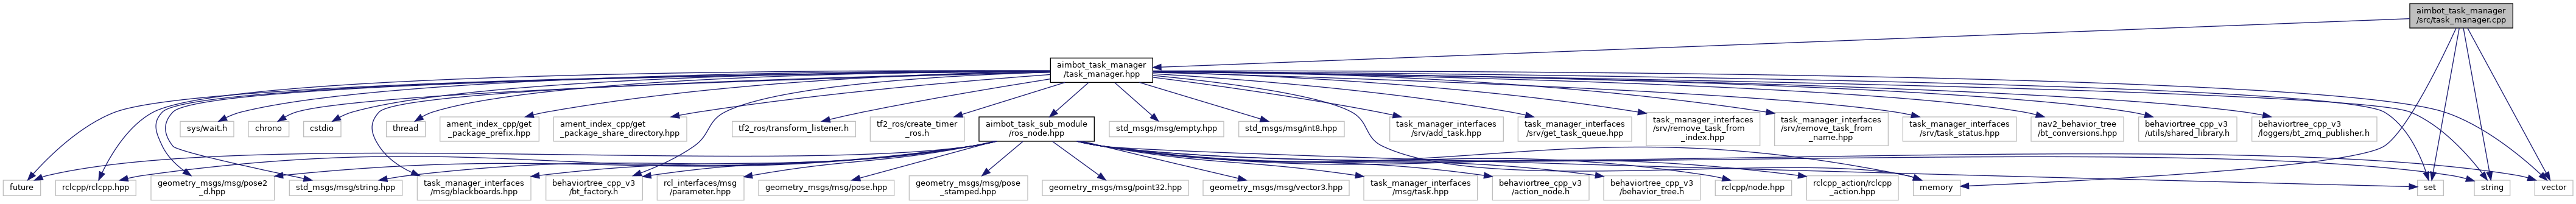 aimbot_task_manager
/src/task_manager.cpp
aimbot_task_manager
/task_manager.hpp
sys/wait.h
chrono
cstdio
thread
ament_index_cpp/get
_package_prefix.hpp
ament_index_cpp/get
_package_share_directory.hpp
tf2_ros/transform_listener.h
tf2_ros/create_timer
_ros.h
aimbot_task_sub_module
/ros_node.hpp
std_msgs/msg/empty.hpp
std_msgs/msg/int8.hpp
task_manager_interfaces
/srv/add_task.hpp
task_manager_interfaces
/srv/get_task_queue.hpp
task_manager_interfaces
/srv/remove_task_from
_index.hpp
task_manager_interfaces
/srv/remove_task_from
_name.hpp
task_manager_interfaces
/srv/task_status.hpp
nav2_behavior_tree
/bt_conversions.hpp
behaviortree_cpp_v3
/utils/shared_library.h
behaviortree_cpp_v3
/loggers/bt_zmq_publisher.h
future
rclcpp/rclcpp.hpp
geometry_msgs/msg/pose2
_d.hpp
std_msgs/msg/string.hpp
task_manager_interfaces
/msg/blackboards.hpp
behaviortree_cpp_v3
/bt_factory.h
rcl_interfaces/msg
/parameter.hpp
geometry_msgs/msg/pose.hpp
geometry_msgs/msg/pose
_stamped.hpp
geometry_msgs/msg/point32.hpp
geometry_msgs/msg/vector3.hpp
task_manager_interfaces
/msg/task.hpp
behaviortree_cpp_v3
/action_node.h
behaviortree_cpp_v3
/behavior_tree.h
rclcpp/node.hpp
rclcpp_action/rclcpp
_action.hpp
memory
set
string
vector